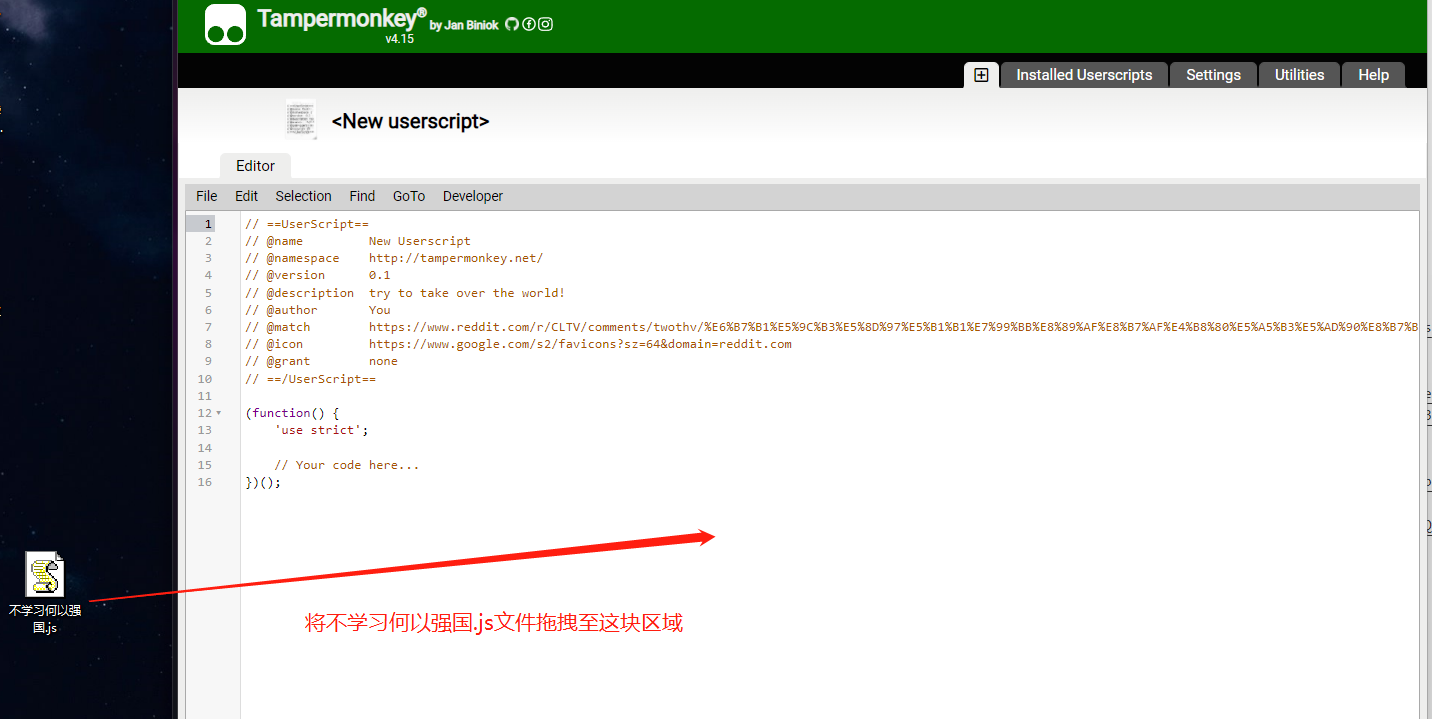 Tampermonkey® by Jan Biniok
v4.15
Installed Userscripts Settings Utilities Help
<New userscript>
Editor
File Edit Selection Find GoTo Developer
1 // ==UserScript==
2 // @name New Userscript
3 // @namespace http://tampermonkey.net/
4 // @version 0.1
5 // @description try to take over the world!
6 // @author You
7 // @match https://www.reddit.com/r/CLTV/comments/twothv/%E6%B7%B1%E5%9C%B3%E5%8D%97%E5%B1%B1%E7%99%BB%E8%89%AF%E8%B7%AF%E4%B8%80%E5%A5%B3%E5%AD%90%E8%B7%B
8 // @icon https://www.google.com/s2/favicons?sz=64&domain=reddit.com
9 // @grant none
10 // ==/UserScript==
11
12 (function() {
13 'use strict';
14
15 // Your code here...
16 })();
不学习何以强
国.js
将不学习何以强国.js文件拖拽至这块区域